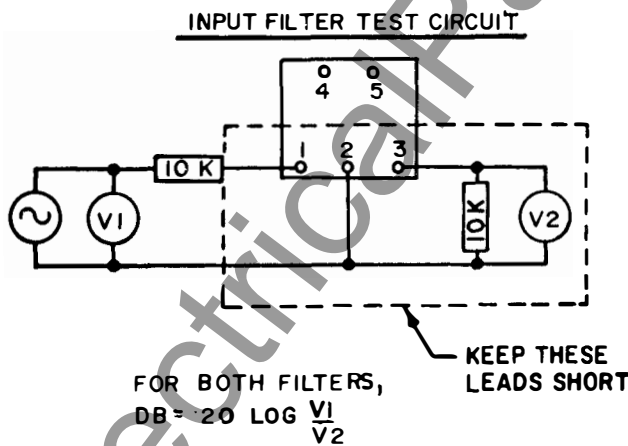 INPUT FILTER TEST CIRCUIT
4 5
1 2 3
10 K
V1
10K
V2
KEEP THESE
LEADS SHORT
FOR BOTH FILTERS,
DB = 20 LOG V1
V2